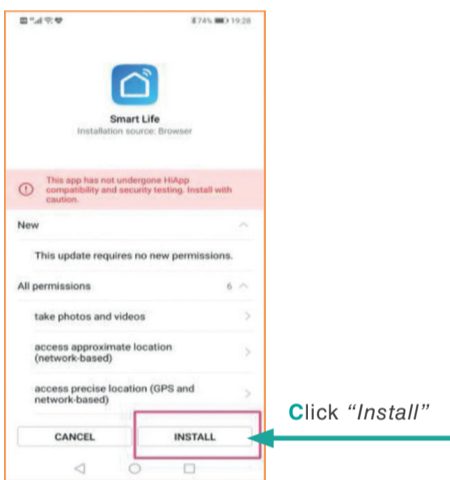 74% 19:28
Smart Life
Installation source: Browser
This app has not undergone HiApp
compatibility and security testing. Install with
caution.
New
This update requires no new permissions.
All permissions 6
take photos and videos
access approximate location
(network-based)
access precise location (GPS and
network-based)
Click “Install”
CANCEL INSTALL